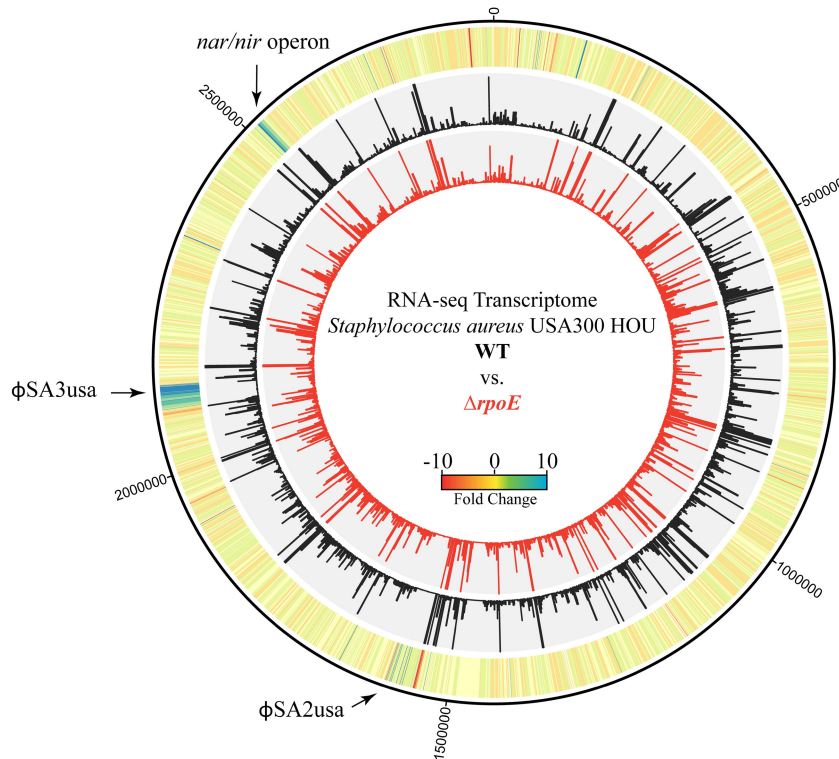 0
nar/nir operon
2500000
500000
RNA-seq Transcriptome
Staphylococcus aureus USA300 HOU
WT
vs.
ΔrpoE
ϕSA3usa
-10 0 10
Fold Change
2000000
1000000
ϕSA2usa
1500000